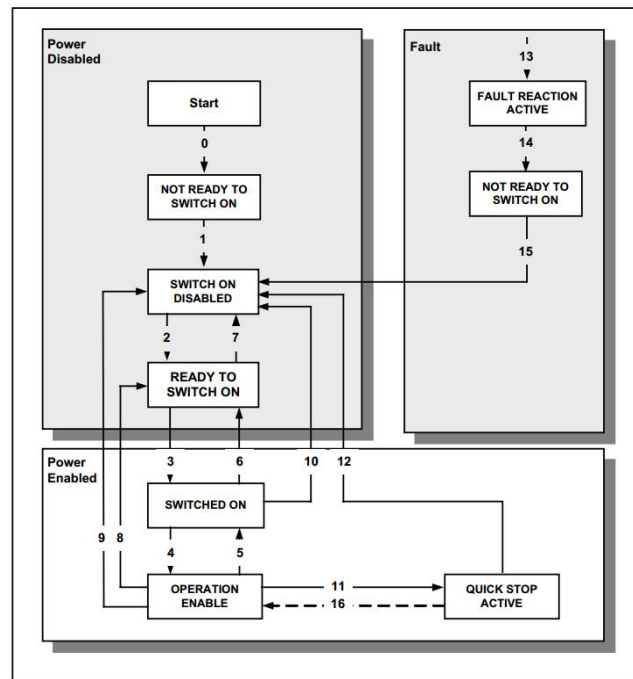 Power
Disabled
Start
0
NOT READY TO
SWITCH ON
1
SWITCH ON
DISABLED
2
7
READY TO
SWITCH ON
Fault
13
FAULT REACTION
ACTIVE
14
NOT READY TO
SWITCH ON
15
Power
Enabled
3
6
10
12
SWITCHED ON
9
8
4
5
OPERATION
ENABLE
11
16
QUICK STOP
ACTIVE